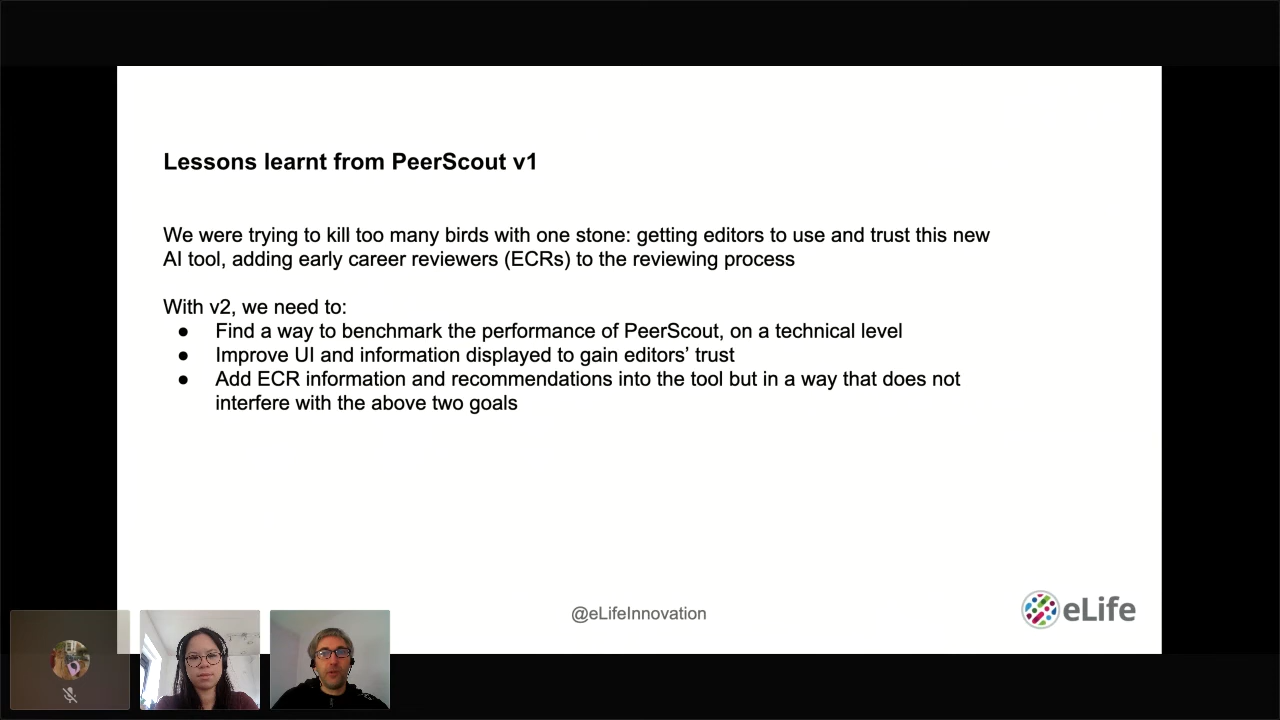 Lessons learnt from PeerScout v1
We were trying to kill too many birds with one stone: getting editors to use and trust this new
AI tool, adding early career reviewers (ECRs) to the reviewing process
With v2, we need to:
● Find a way to benchmark the performance of PeerScout, on a technical level
● Improve UI and information displayed to gain editors’ trust
● Add ECR information and recommendations into the tool but in a way that does not
interfere with the above two goals
@eLifeInnovation
eLife